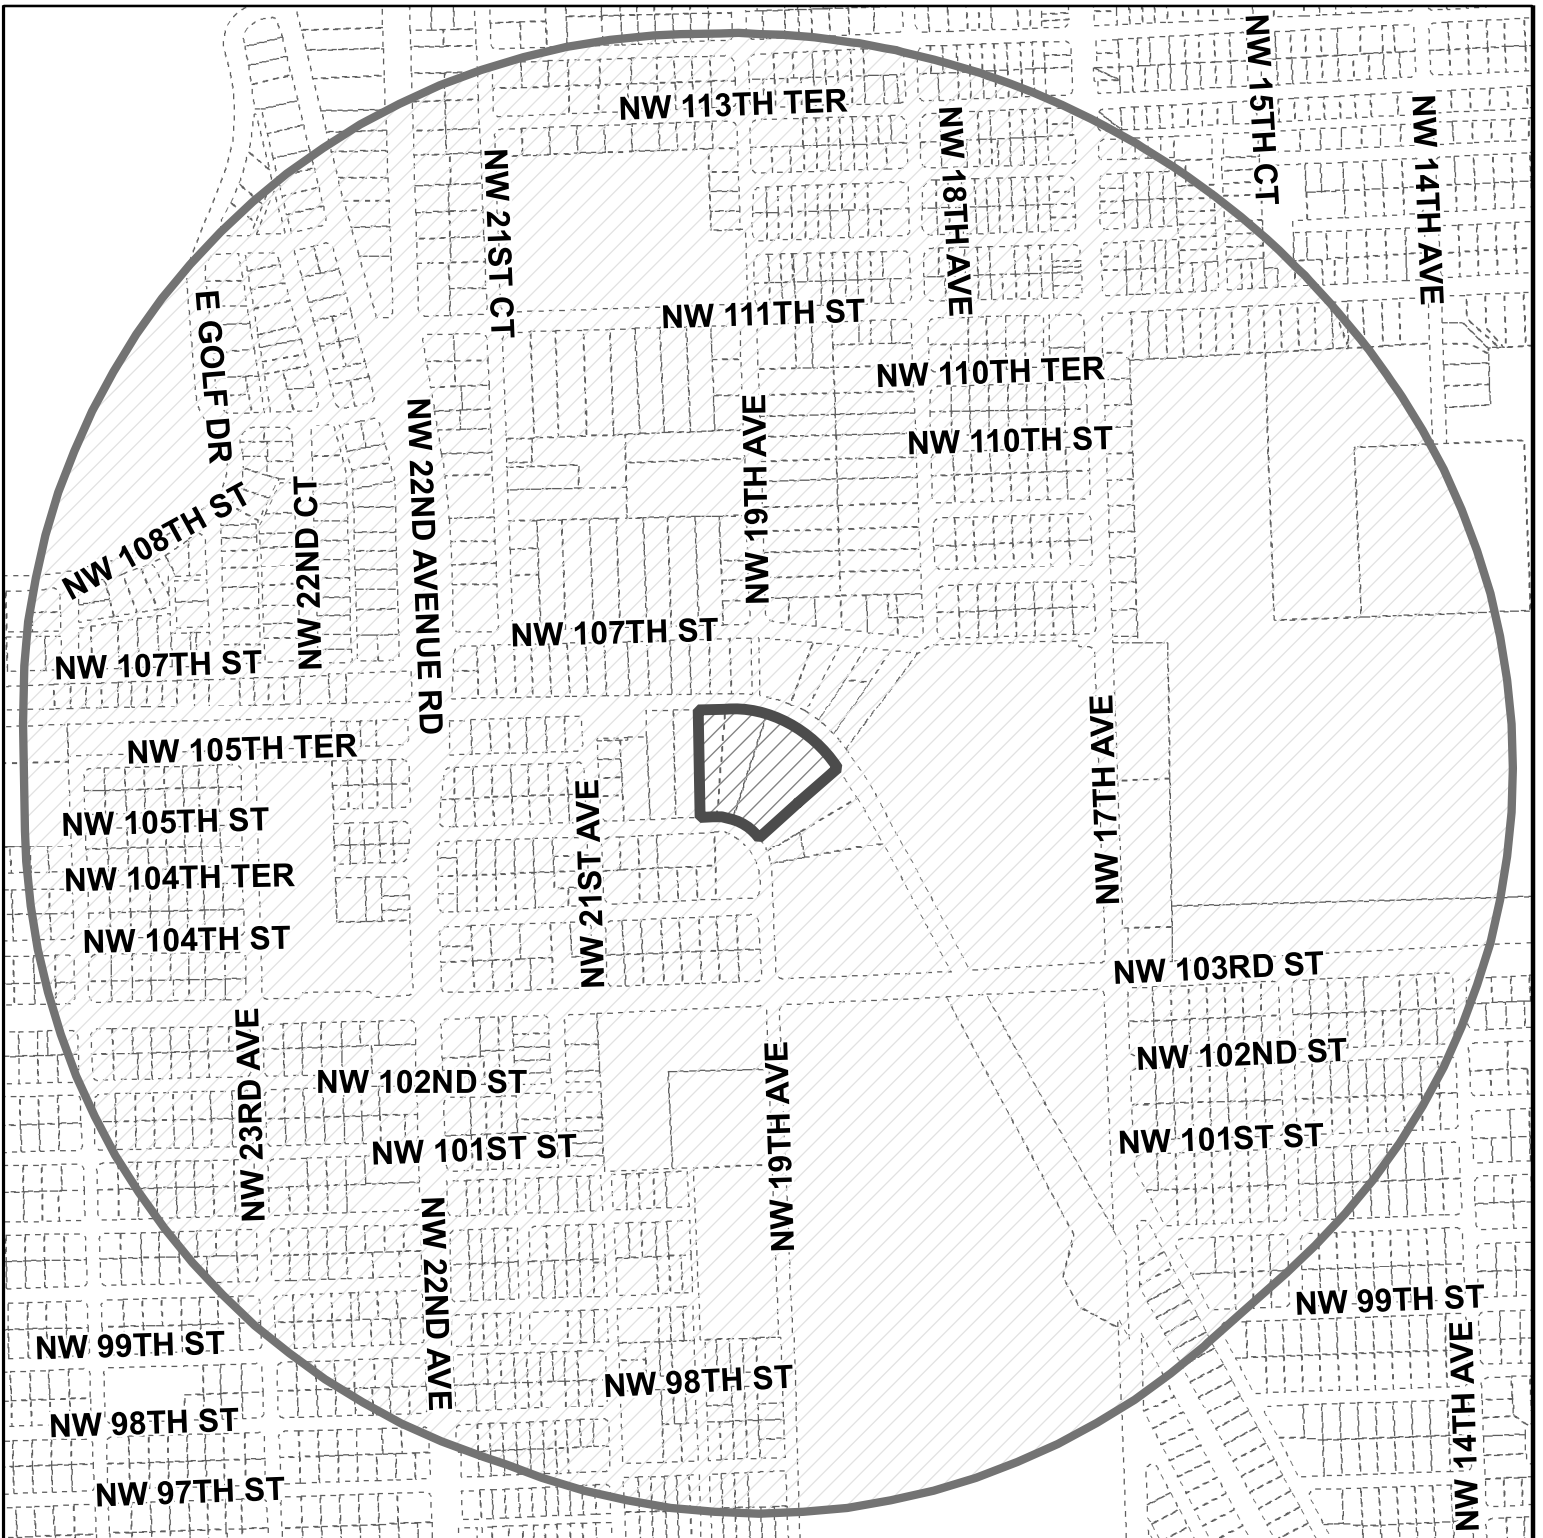 NW 15TH CT
NW 113TH TER
NW 18TH AVE
NW 14TH AVE
NW 21ST CT
E GOLF DR
NW 111TH ST
NW 110TH TER
NW 19TH AVE
NW 22ND AVENUE RD
NW 110TH ST
NW 108TH ST
NW 22ND CT
NW 107TH ST
NW 107TH ST
NW 17TH AVE
NW 105TH TER
NW 21ST AVE
NW 105TH ST
NW 104TH TER
NW 104TH ST
NW 103RD ST
NW 23RD AVE
NW 19TH AVE
NW 102ND ST
NW 102ND ST
NW 101ST ST
NW 101ST ST
NW 22ND AVE
NW 99TH ST
NW 99TH ST
NW 14TH AVE
NW 98TH ST
NW 98TH ST
NW 97TH ST